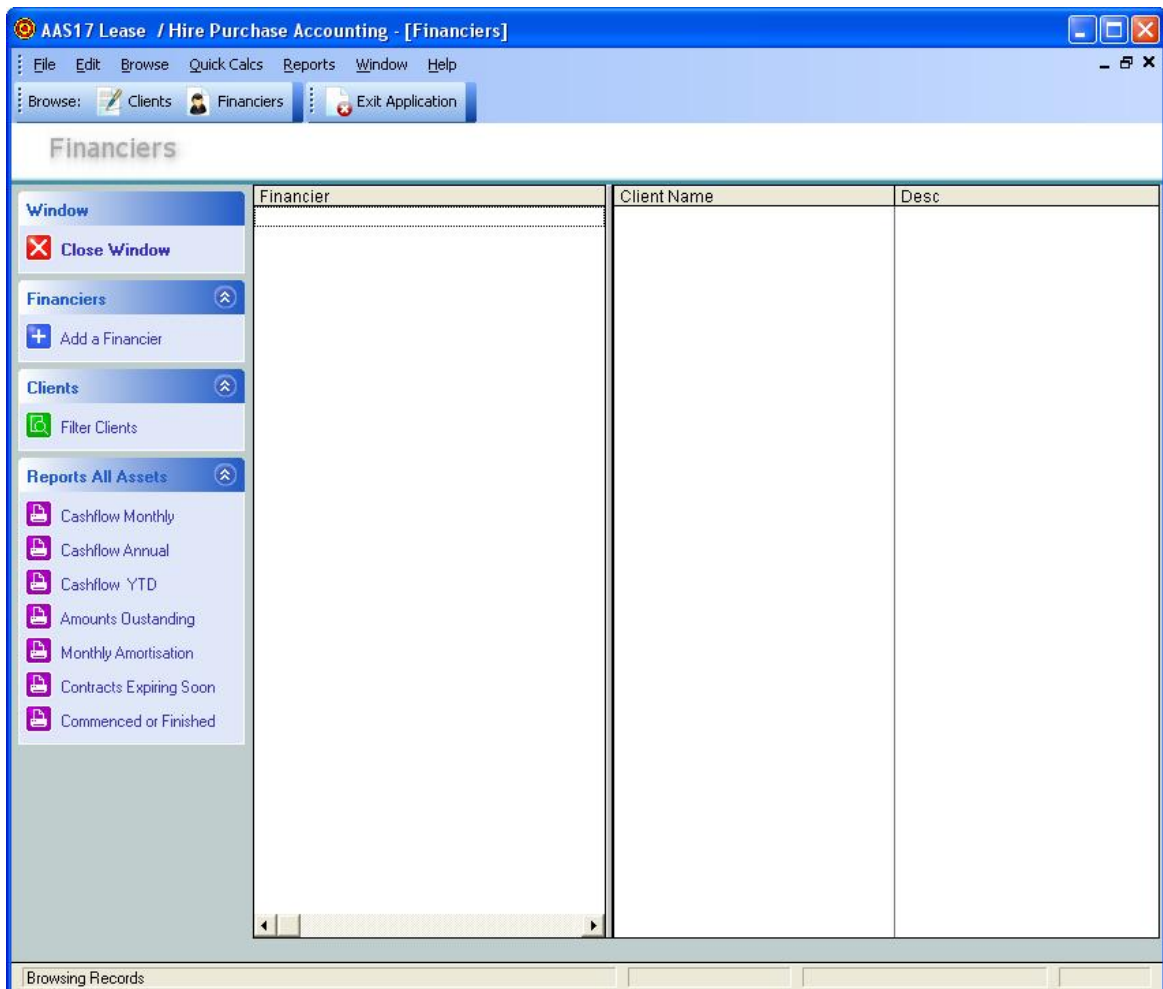 AAS17 Lease / Hire Purchase Accounting - [Financiers]
File Edit Browse Quick Calcs Reports Window Help
Browse: Clients Financiers Exit Application
Financiers
Window
Close Window
Financiers
Add a Financier
Clients
Filter Clients
Reports All Assets
Cashflow Monthly
Cashflow Annual
Cashflow YTD
Amounts Oustanding
Monthly Amortisation
Contracts Expiring Soon
Commenced or Finished
Financier
Client Name Desc
Browsing Records